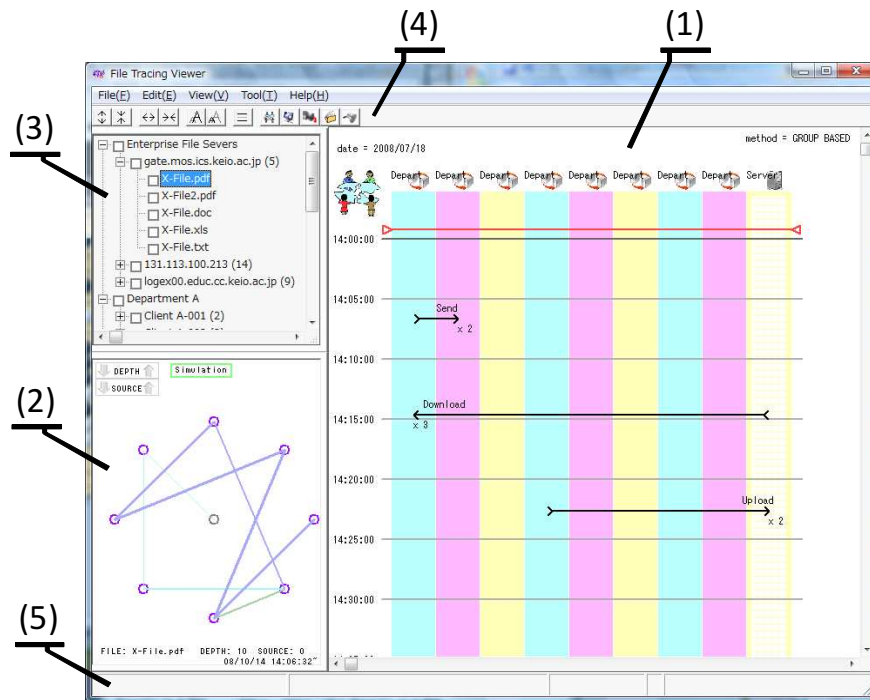 (4)
(1)
File Tracing Viewer
File(F) Edit(E) View(V) Tool(T) Help(H)
(3)
Enterprise File Severs
gate.mos.ics.keio.ac.jp (5)
X-File.pdf
X-File2.pdf
X-File.doc
X-File.xls
X-File.txt
131.113.100.213 (14)
logex00.educ.cc.keio.ac.jp (9)
Department A
Client A-001 (2)
date = 2008/07/18
method = GROUP BASED
Depart Depart Depart Depart Depart Depart Depart Depart Server
14:00:00
14:05:00
Send
x 2
14:10:00
Download
14:15:00
x 3
14:20:00
Upload
x 2
14:25:00
14:30:00
(2)
DEPTH
Simulation
SOURCE
FILE: X-File.pdf DEPTH: 10 SOURCE: 0
08/10/14 14:06:32"
(5)